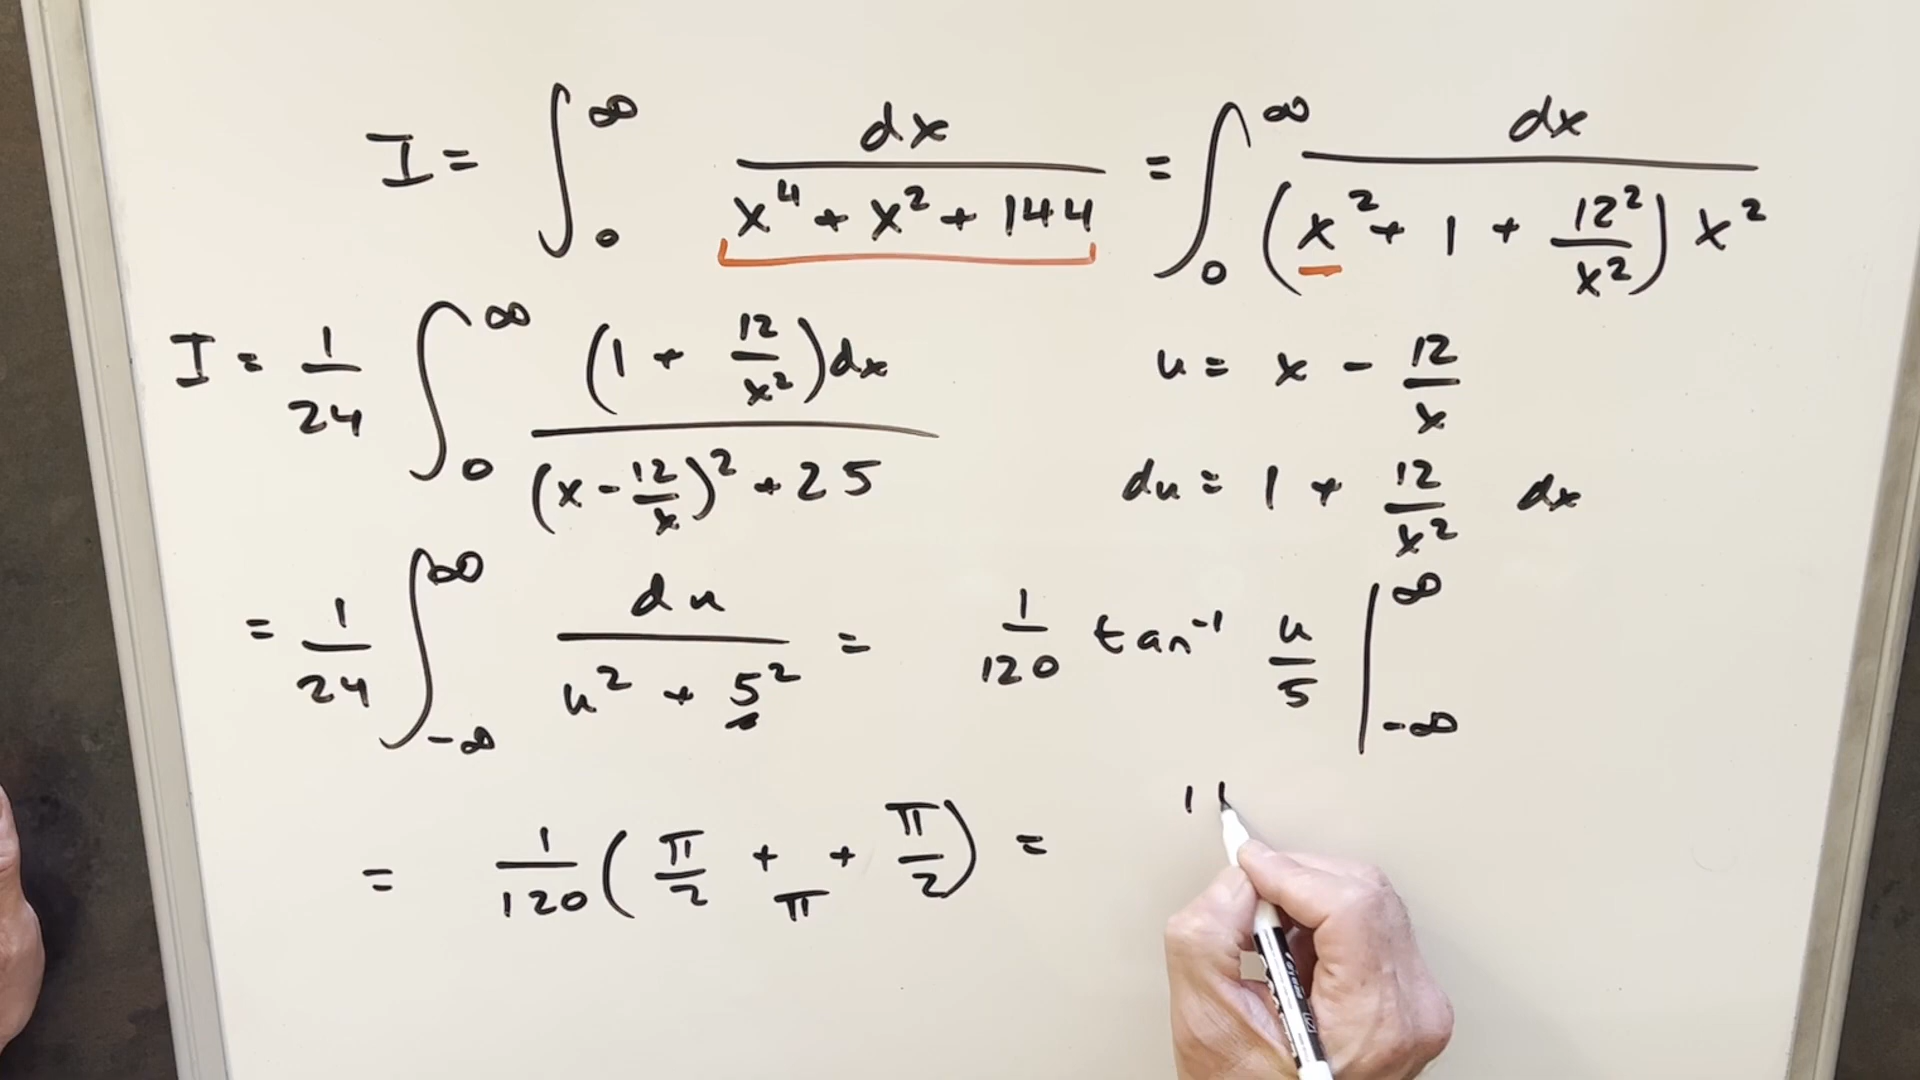 I = ∫₀^∞ dx / (x⁴ + x² + 144) = ∫₀^∞ dx / ((x² + 1 + 12²/x²) x²)
I = 1/24 ∫₀^∞ (1 + 12/x²)dx / ((x - 12/x)² + 25)
u = x - 12/x
du = 1 + 12/x² dx
= 1/24 ∫_{-∞}^∞ du / (u² + 5²) = 1/120 tan⁻¹ u/5 |_{-∞}^∞
= 1/120 (π/2 + + π/2) =
π